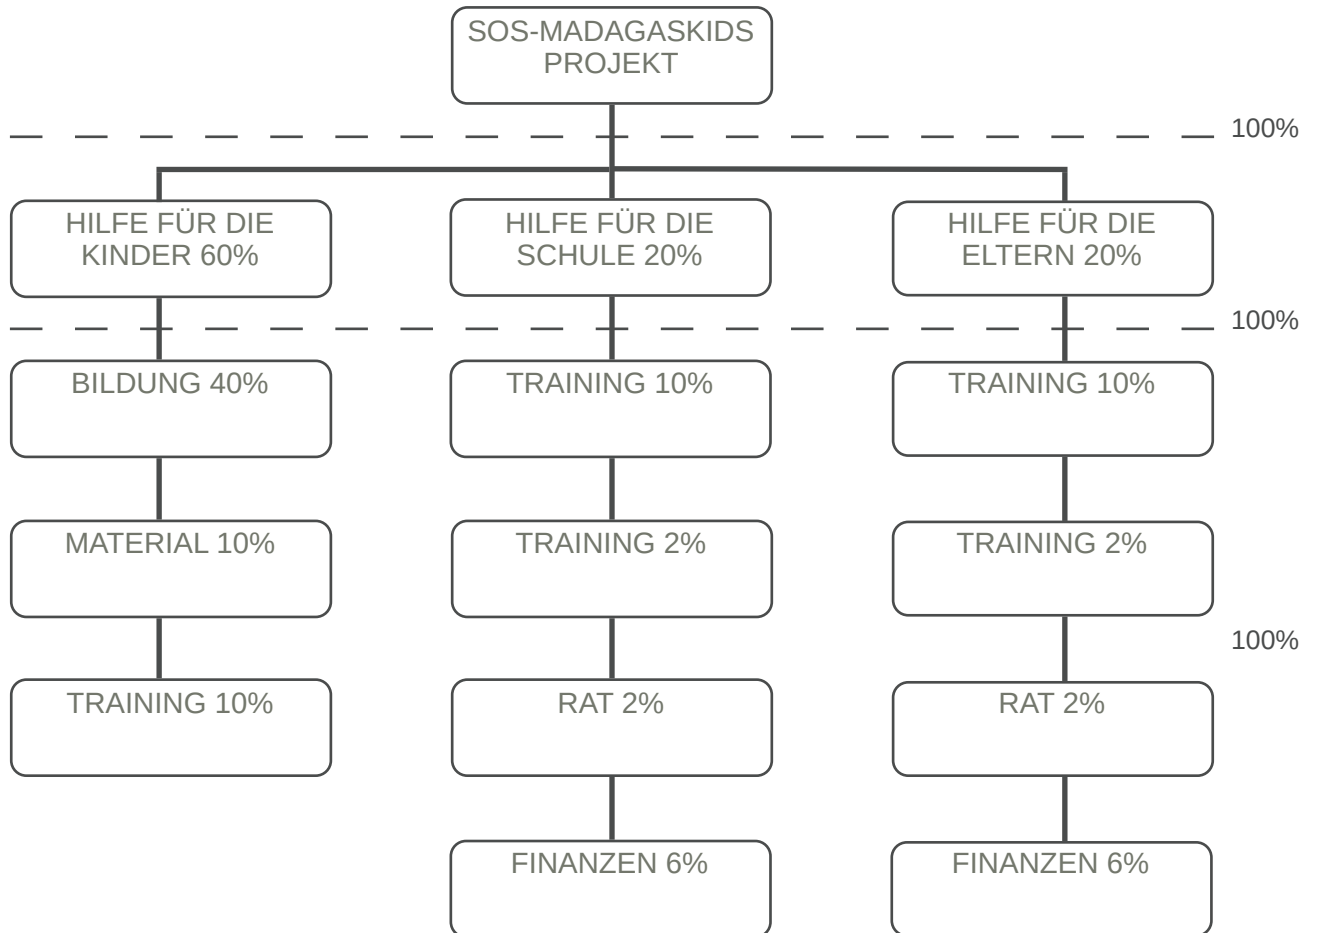 SOS-MADAGASKIDS
PROJEKT
100%
HILFE FÜR DIE
KINDER 60%
HILFE FÜR DIE
SCHULE 20%
HILFE FÜR DIE
ELTERN 20%
100%
BILDUNG 40%
TRAINING 10%
TRAINING 10%
MATERIAL 10%
TRAINING 2%
TRAINING 2%
100%
TRAINING 10%
RAT 2%
RAT 2%
FINANZEN 6%
FINANZEN 6%